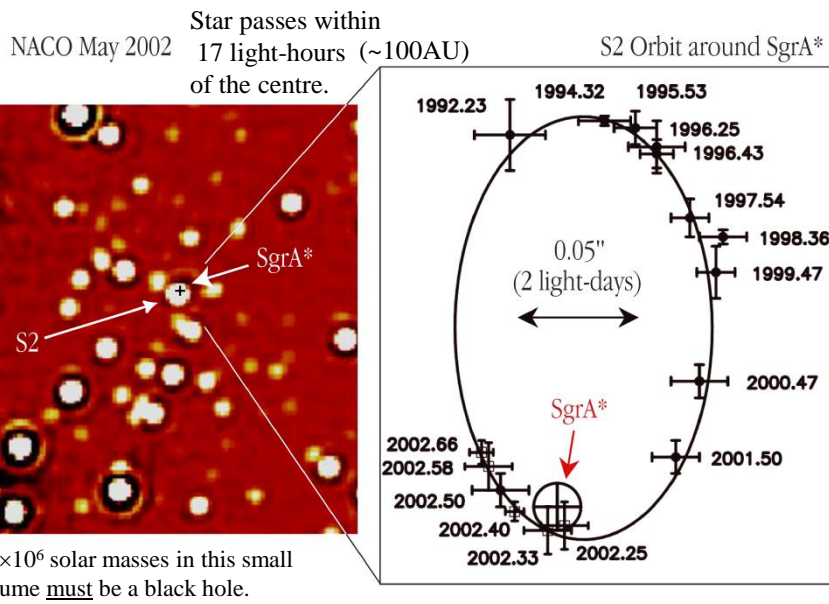 NACO May 2002
Star passes within
17 light-hours (~100AU)
of the centre.
S2 Orbit around SgrA*
SgrA*
S2
1992.23
1994.32
1995.53
1996.25
1996.43
1997.54
1998.36
1999.47
0.05"
(2 light-days)
2000.47
SgrA*
2001.50
2002.66
2002.58
2002.50
2002.40
2002.33
2002.25
×10⁶ solar masses in this small
ume must be a black hole.